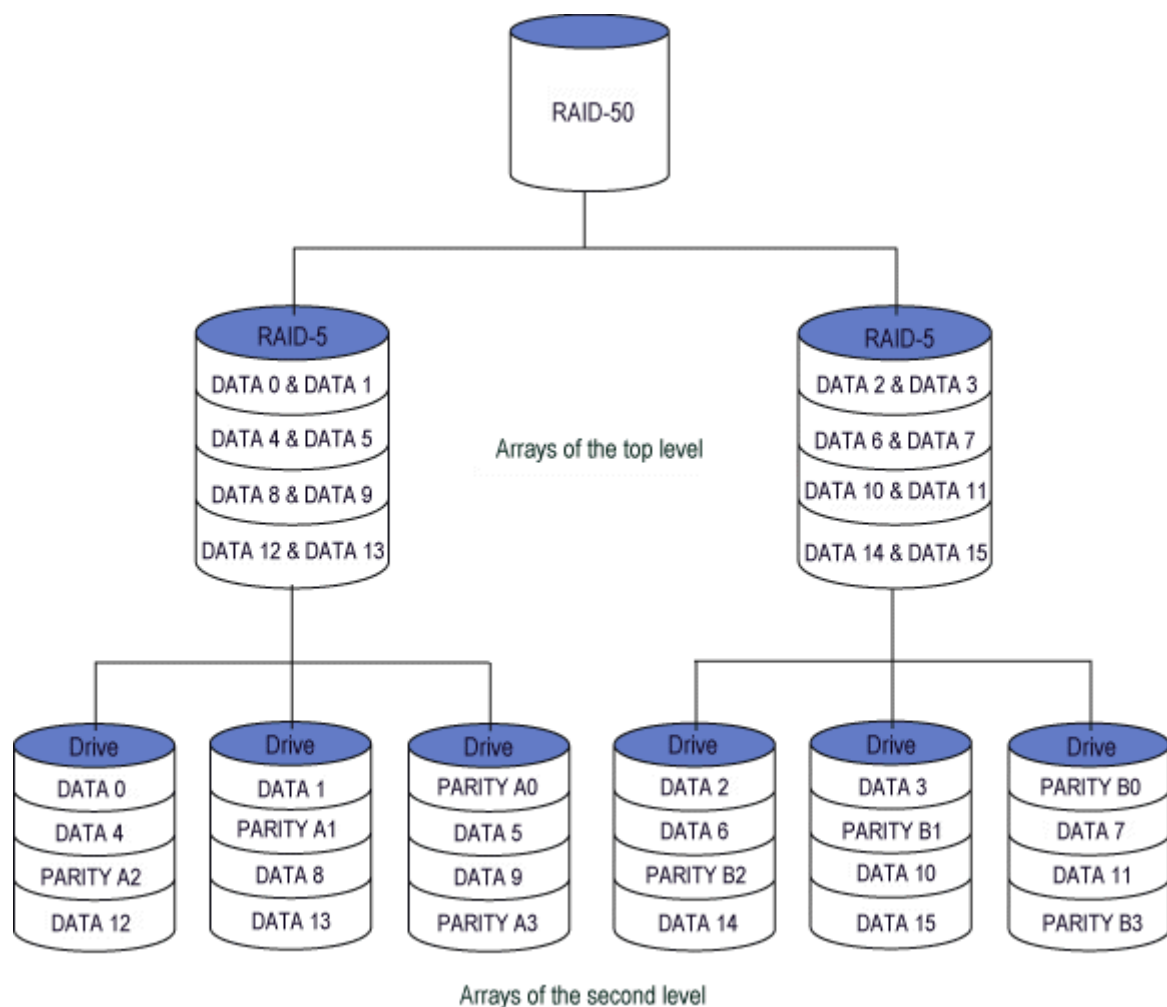 RAID-50
RAID-5
DATA 0 & DATA 1
DATA 4 & DATA 5
DATA 8 & DATA 9
DATA 12 & DATA 13
Arrays of the top level
RAID-5
DATA 2 & DATA 3
DATA 6 & DATA 7
DATA 10 & DATA 11
DATA 14 & DATA 15
Drive
DATA 0
DATA 4
PARITY A2
DATA 12
Drive
DATA 1
PARITY A1
DATA 8
DATA 13
Drive
PARITY A0
DATA 5
DATA 9
PARITY A3
Drive
DATA 2
DATA 6
PARITY B2
DATA 14
Drive
DATA 3
PARITY B1
DATA 10
DATA 15
Drive
PARITY B0
DATA 7
DATA 11
PARITY B3
Arrays of the second level